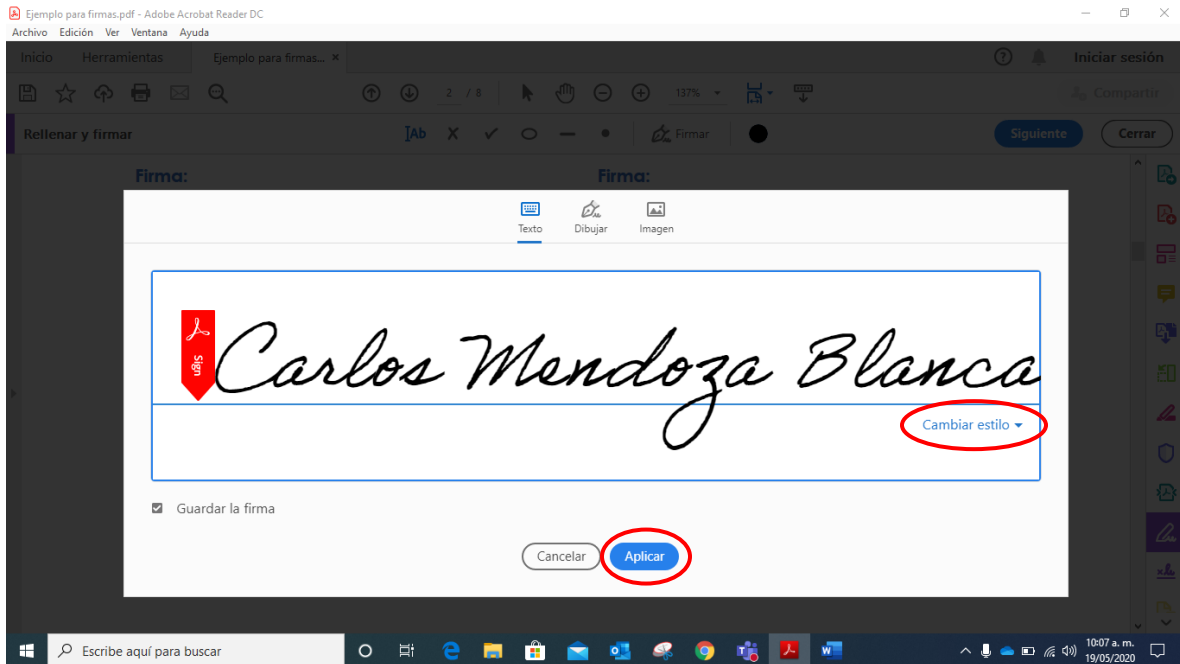 Ejemplo para firmas.pdf - Adobe Acrobat Reader DC
Archivo Edición Ver Ventana Ayuda
Inicio Herramientas Ejemplo para firmas... × ? Iniciar sesión
2 / 8 137% Compartir
Rellenar y firmar IAb Firmar Siguiente Cerrar
Firma: Firma:
Texto Dibujar Imagen
Sign
Carlos Mendoza Blanca
Cambiar estilo
Guardar la firma
Cancelar Aplicar
Escribe aquí para buscar
10:07 a. m.
19/05/2020